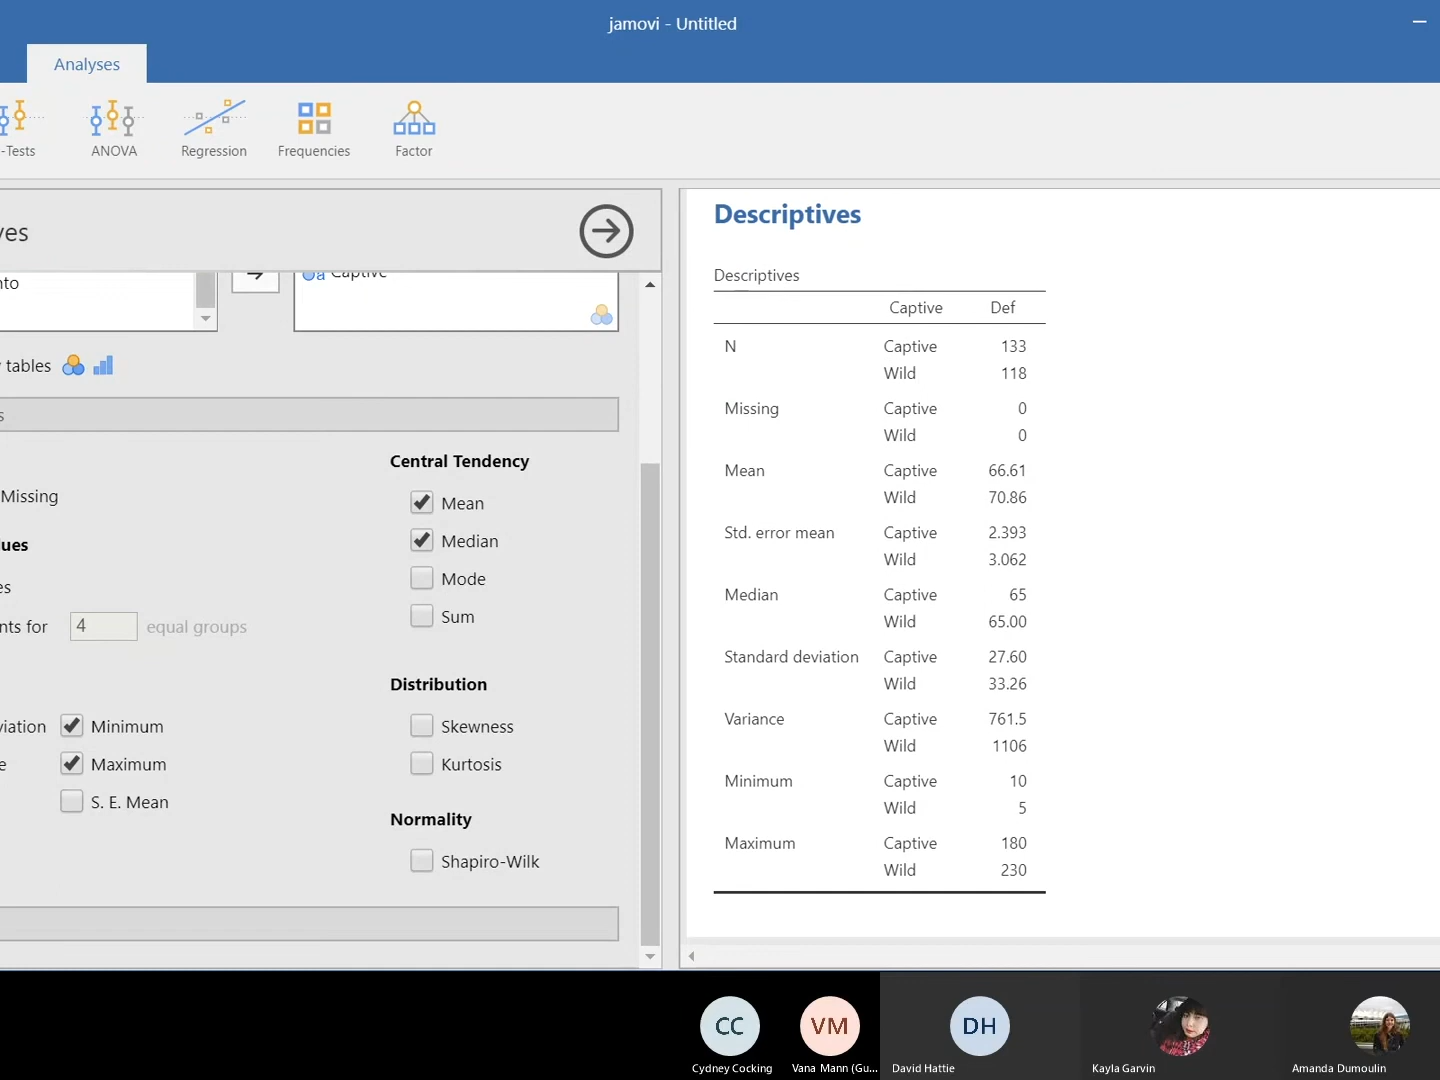 jamovi - Untitled
Analyses
-Tests
ANOVA
Regression
Frequencies
Factor
ves
Captive
nto
tables
s
Missing
ues
es
nts for
4
equal groups
viation
Minimum
e
Maximum
S. E. Mean
Central Tendency
Mean
Median
Mode
Sum
Distribution
Skewness
Kurtosis
Normality
Shapiro-Wilk
Descriptives
Descriptives
Captive Def
N Captive 133
Wild 118
Missing Captive 0
Wild 0
Mean Captive 66.61
Wild 70.86
Std. error mean Captive 2.393
Wild 3.062
Median Captive 65
Wild 65.00
Standard deviation Captive 27.60
Wild 33.26
Variance Captive 761.5
Wild 1106
Minimum Captive 10
Wild 5
Maximum Captive 180
Wild 230
CC
VM
DH
Cydney Cocking
Vana Mann (Gu...
David Hattie
Kayla Garvin
Amanda Dumoulin